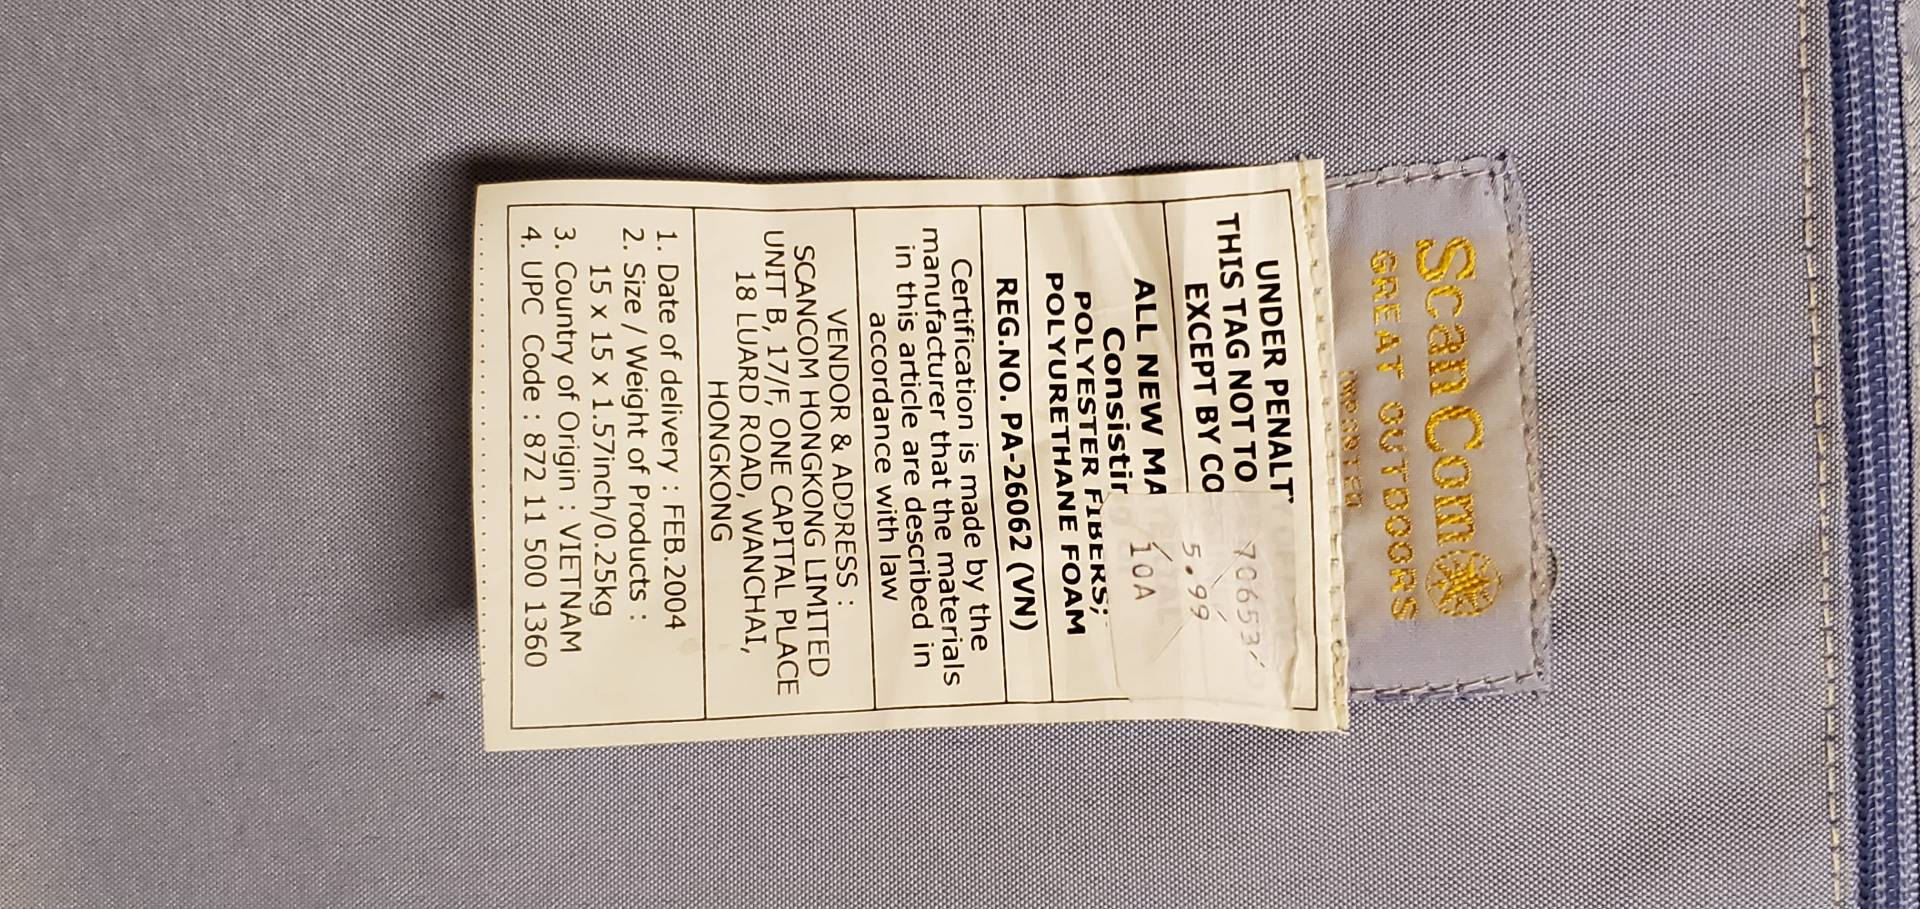 ScanCom
GREAT OUTDOORS
IMPORTED
UNDER PENALT
THIS TAG NOT TO
EXCEPT BY CO
ALL NEW MA
Consistin
POLYESTER FIBERS;
POLYURETHANE FOAM
706537
5.99
10A
REG.NO. PA-26062 (VN)
Certification is made by the
manufacturer that the materials
in this article are described in
accordance with law
VENDOR & ADDRESS :
SCANCOM HONGKONG LIMITED
UNIT B, 17/F, ONE CAPITAL PLACE
18 LUARD ROAD, WANCHAI,
HONGKONG
1. Date of delivery : FEB.2004
2. Size / Weight of Products :
15 x 15 x 1.57inch/0.25kg
3. Country of Origin : VIETNAM
4. UPC Code : 872 11 500 1360